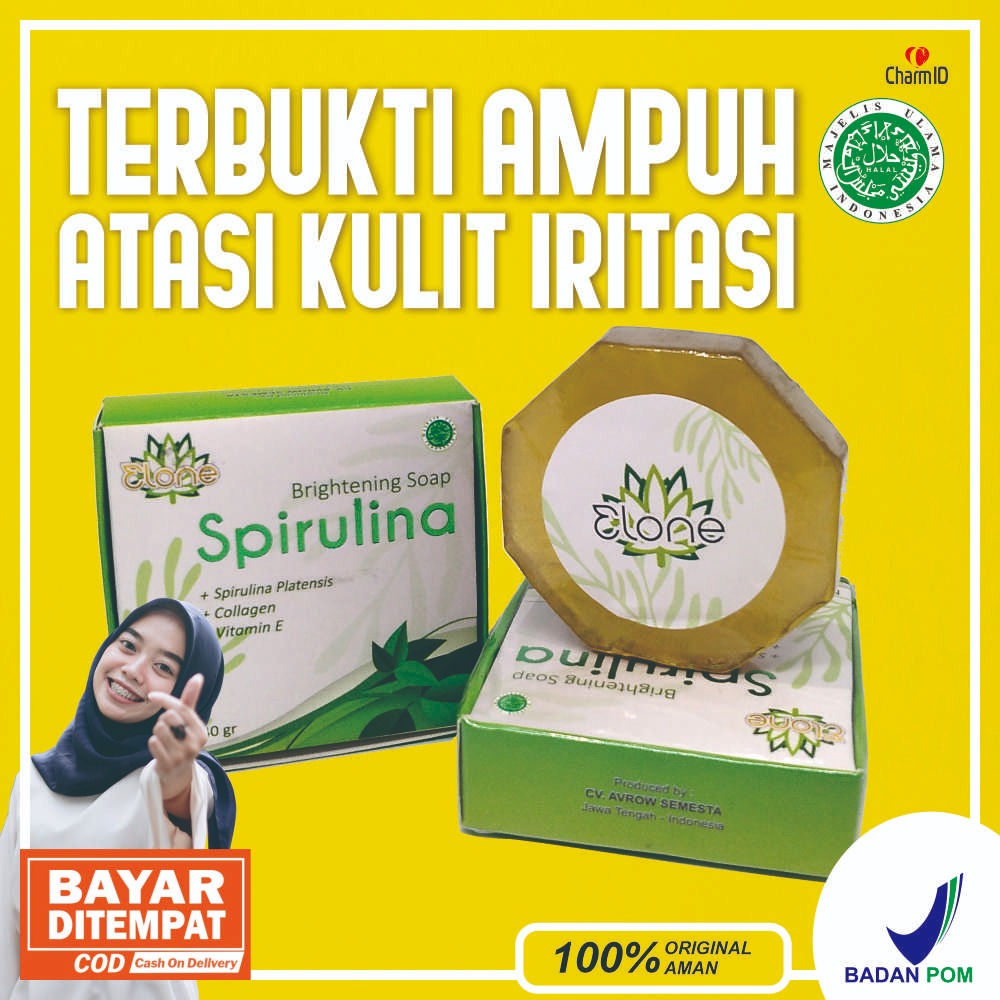 CharmID
TERBUKTI AMPUH
ATASI KULIT IRITASI
MAJELIS ULAMA INDONESIA
حلال
HALAL
Elone
Brightening Soap
Spirulina
+ Spirulina Platensis
+ Collagen
Vitamin E
gr
Elone
Spirulina
Brightening Soap
Elone
Produced by :
CV. AVROW SEMESTA
Jawa Tengah - Indonesia
BAYAR
DITEMPAT
COD Cash On Delivery
100% ORIGINAL
AMAN
BADAN POM